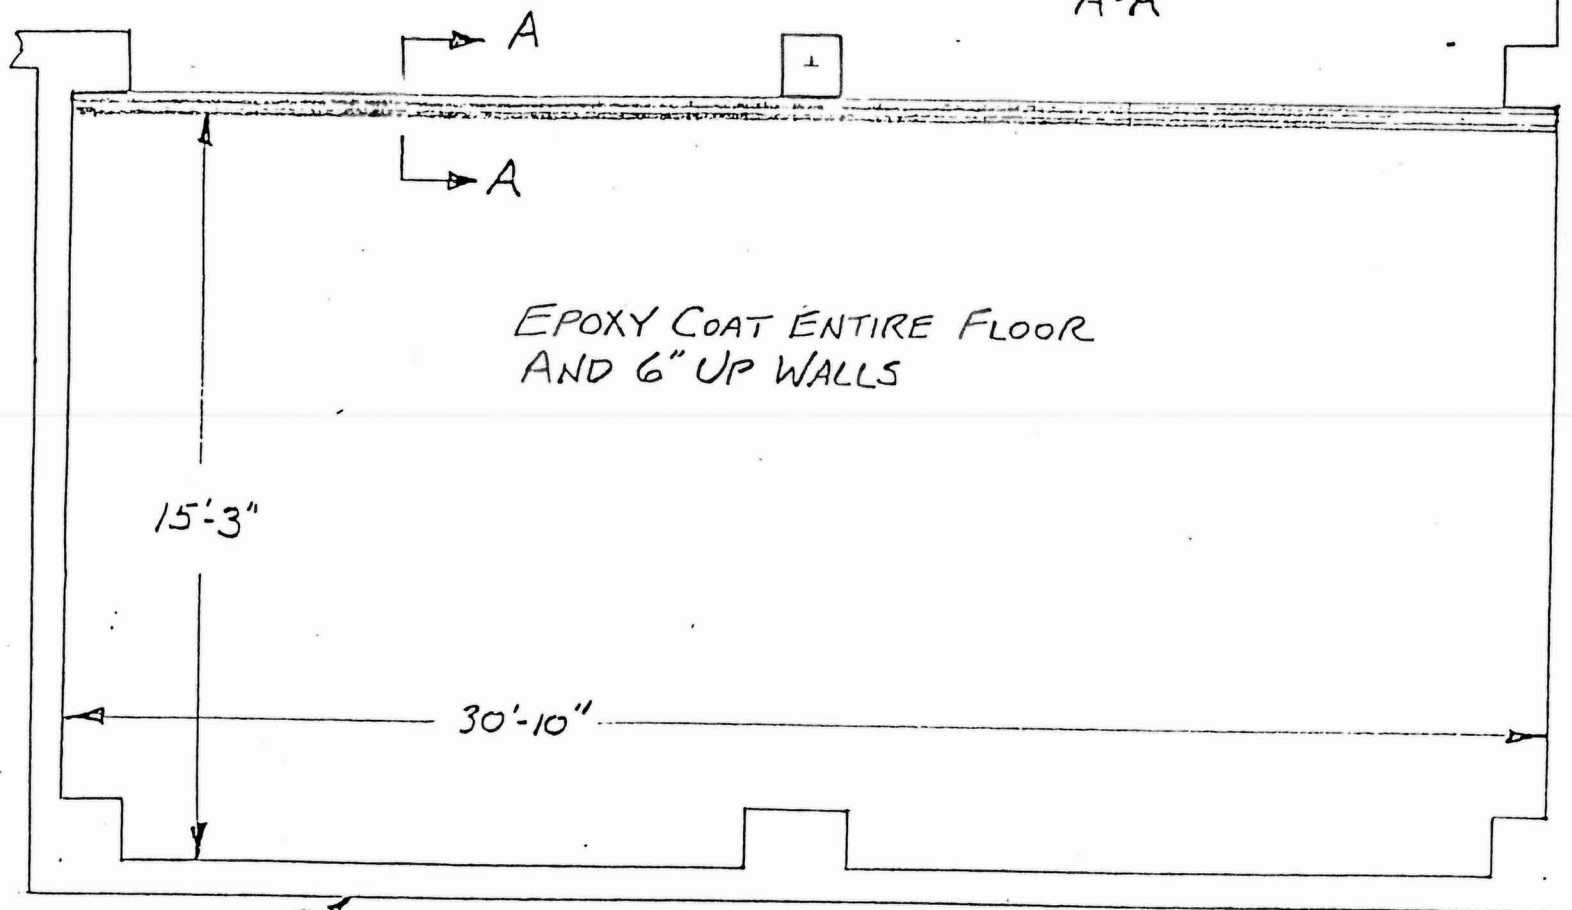 A-A
A
A
EPOXY COAT ENTIRE FLOOR
AND 6" UP WALLS
15'-3"
30'-10"